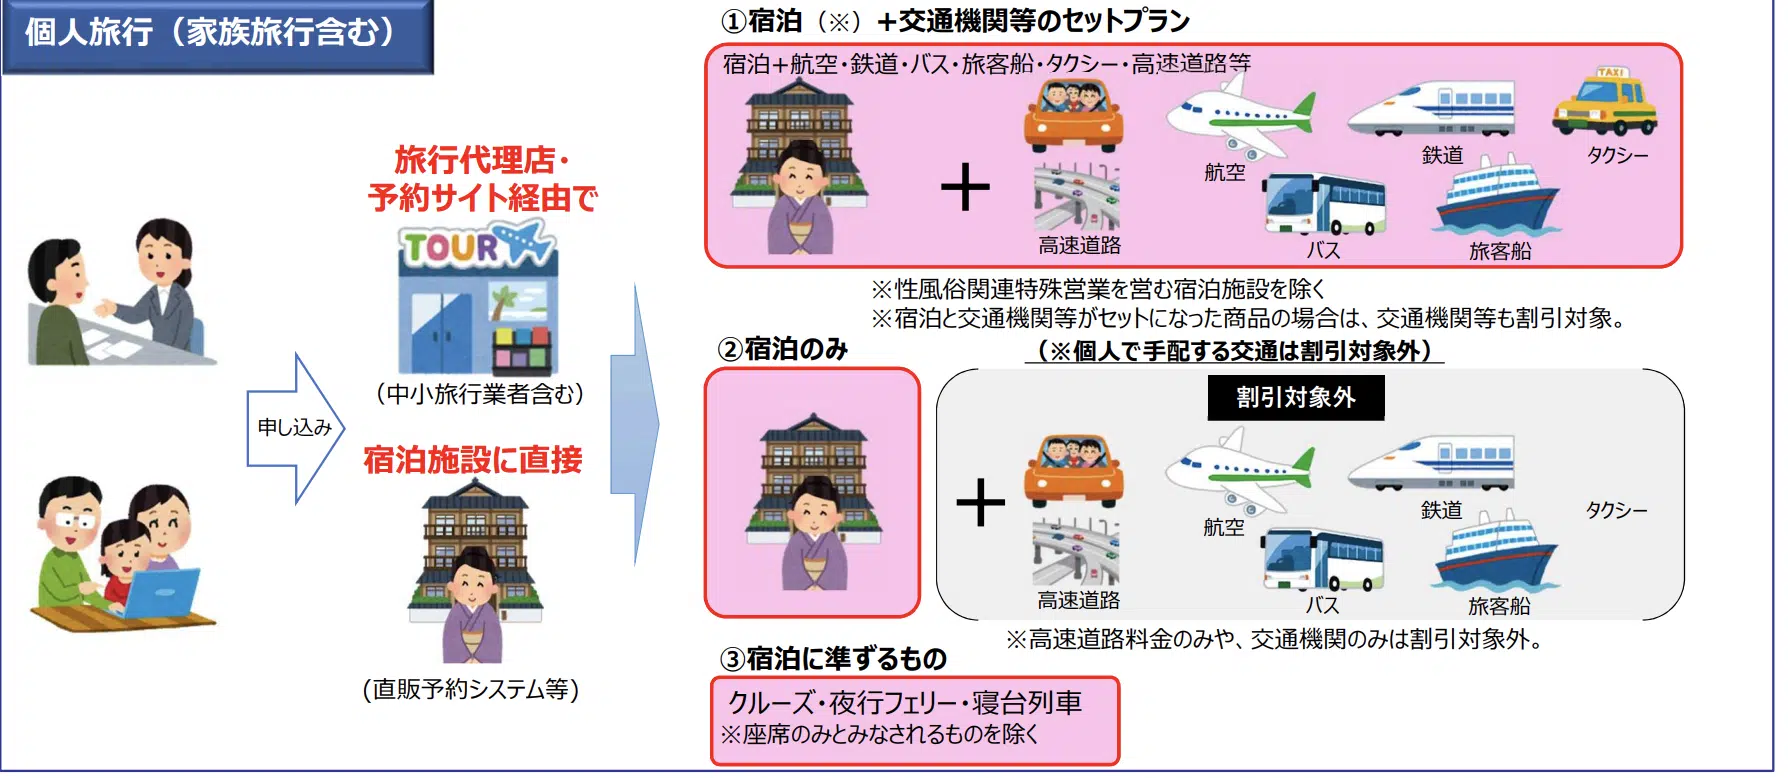 個人旅行（家族旅行含む）
申し込み
旅行代理店・
予約サイト経由で
TOUR
（中小旅行業者含む）
宿泊施設に直接
(直販予約システム等)
①宿泊（※）+交通機関等のセットプラン
宿泊+航空・鉄道・バス・旅客船・タクシー・高速道路等
TAXI
航空
鉄道
タクシー
高速道路
バス
旅客船
※性風俗関連特殊営業を営む宿泊施設を除く
※宿泊と交通機関等がセットになった商品の場合は、交通機関等も割引対象。
②宿泊のみ
（※個人で手配する交通は割引対象外）
割引対象外
航空
鉄道
タクシー
高速道路
バス
旅客船
※高速道路料金のみや、交通機関のみは割引対象外。
③宿泊に準ずるもの
クルーズ・夜行フェリー・寝台列車
※座席のみとみなされるものを除く